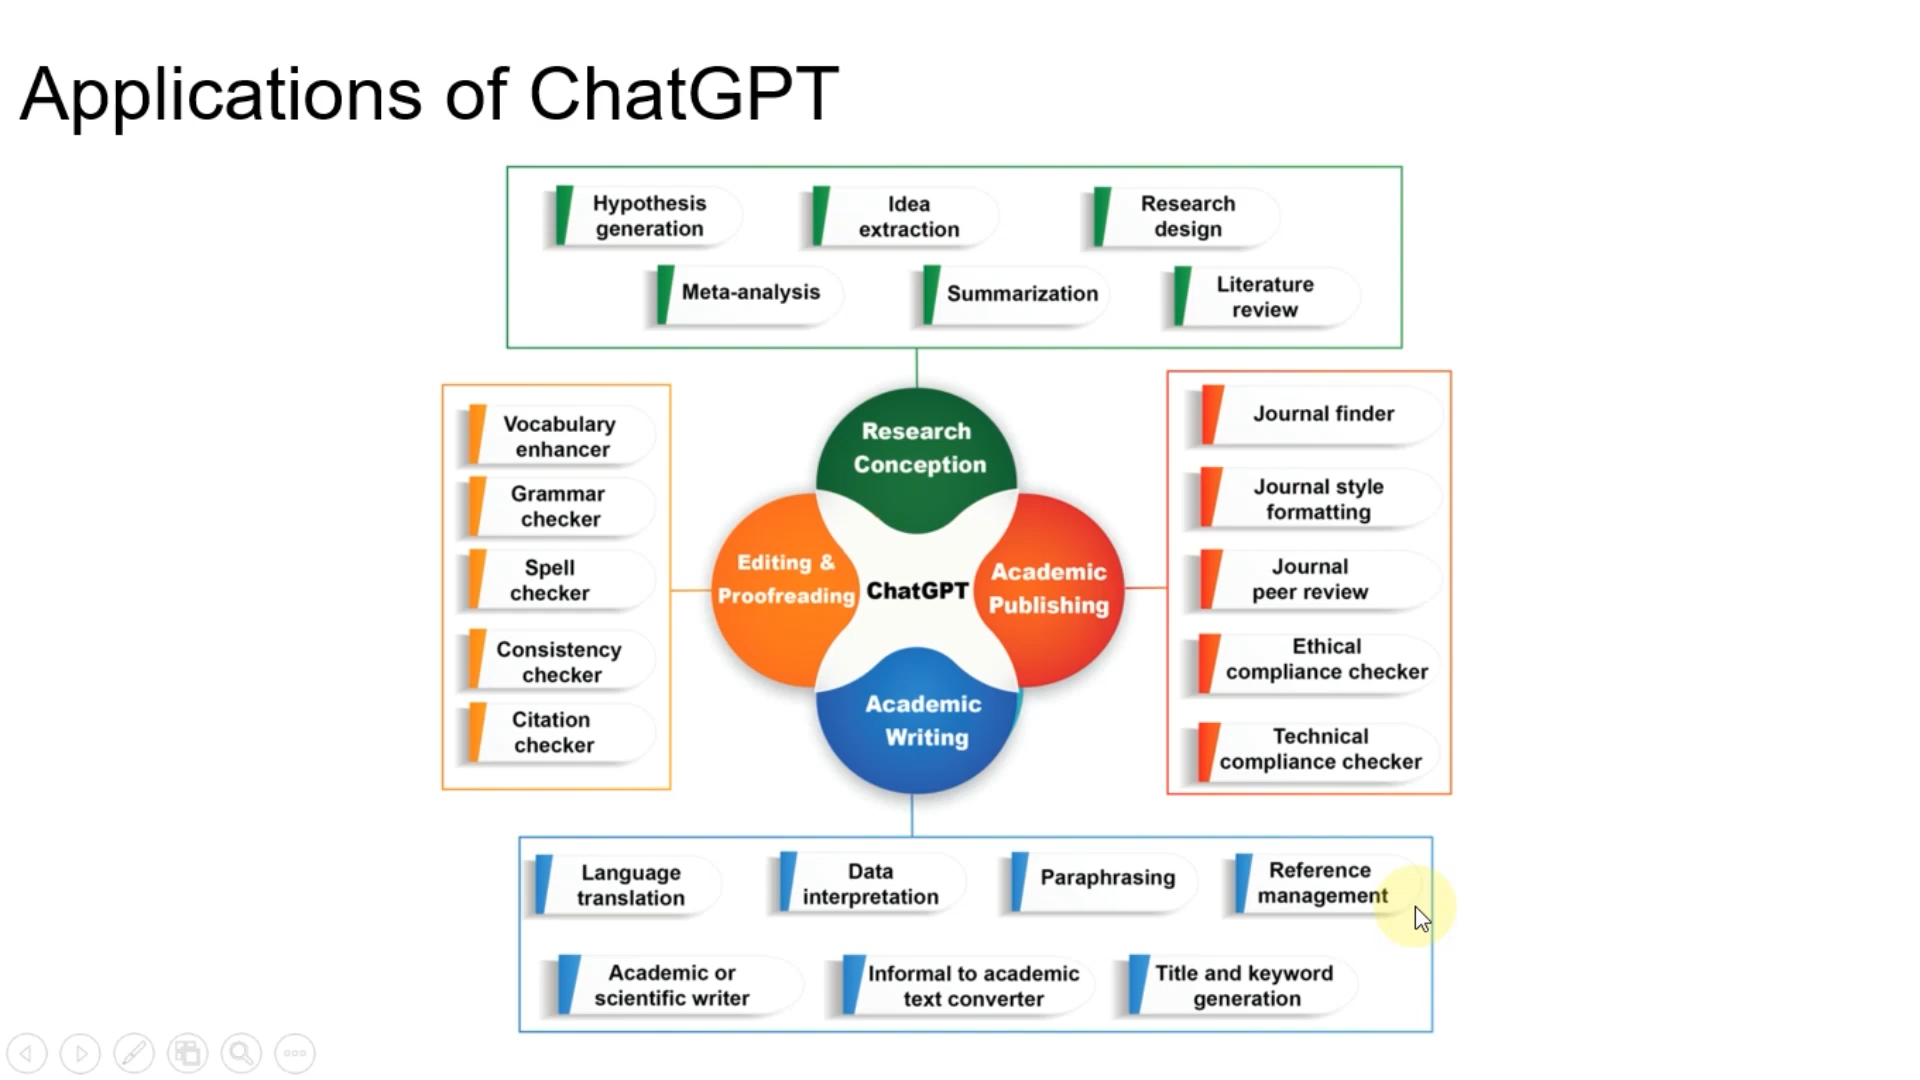 Applications of ChatGPT
Hypothesis
generation
Idea
extraction
Research
design
Meta-analysis
Summarization
Literature
review
Vocabulary
enhancer
Grammar
checker
Spell
checker
Consistency
checker
Citation
checker
Research
Conception
Editing &
Proofreading
ChatGPT
Academic
Publishing
Academic
Writing
Journal finder
Journal style
formatting
Journal
peer review
Ethical
compliance checker
Technical
compliance checker
Language
translation
Data
interpretation
Paraphrasing
Reference
management
Academic or
scientific writer
Informal to academic
text converter
Title and keyword
generation